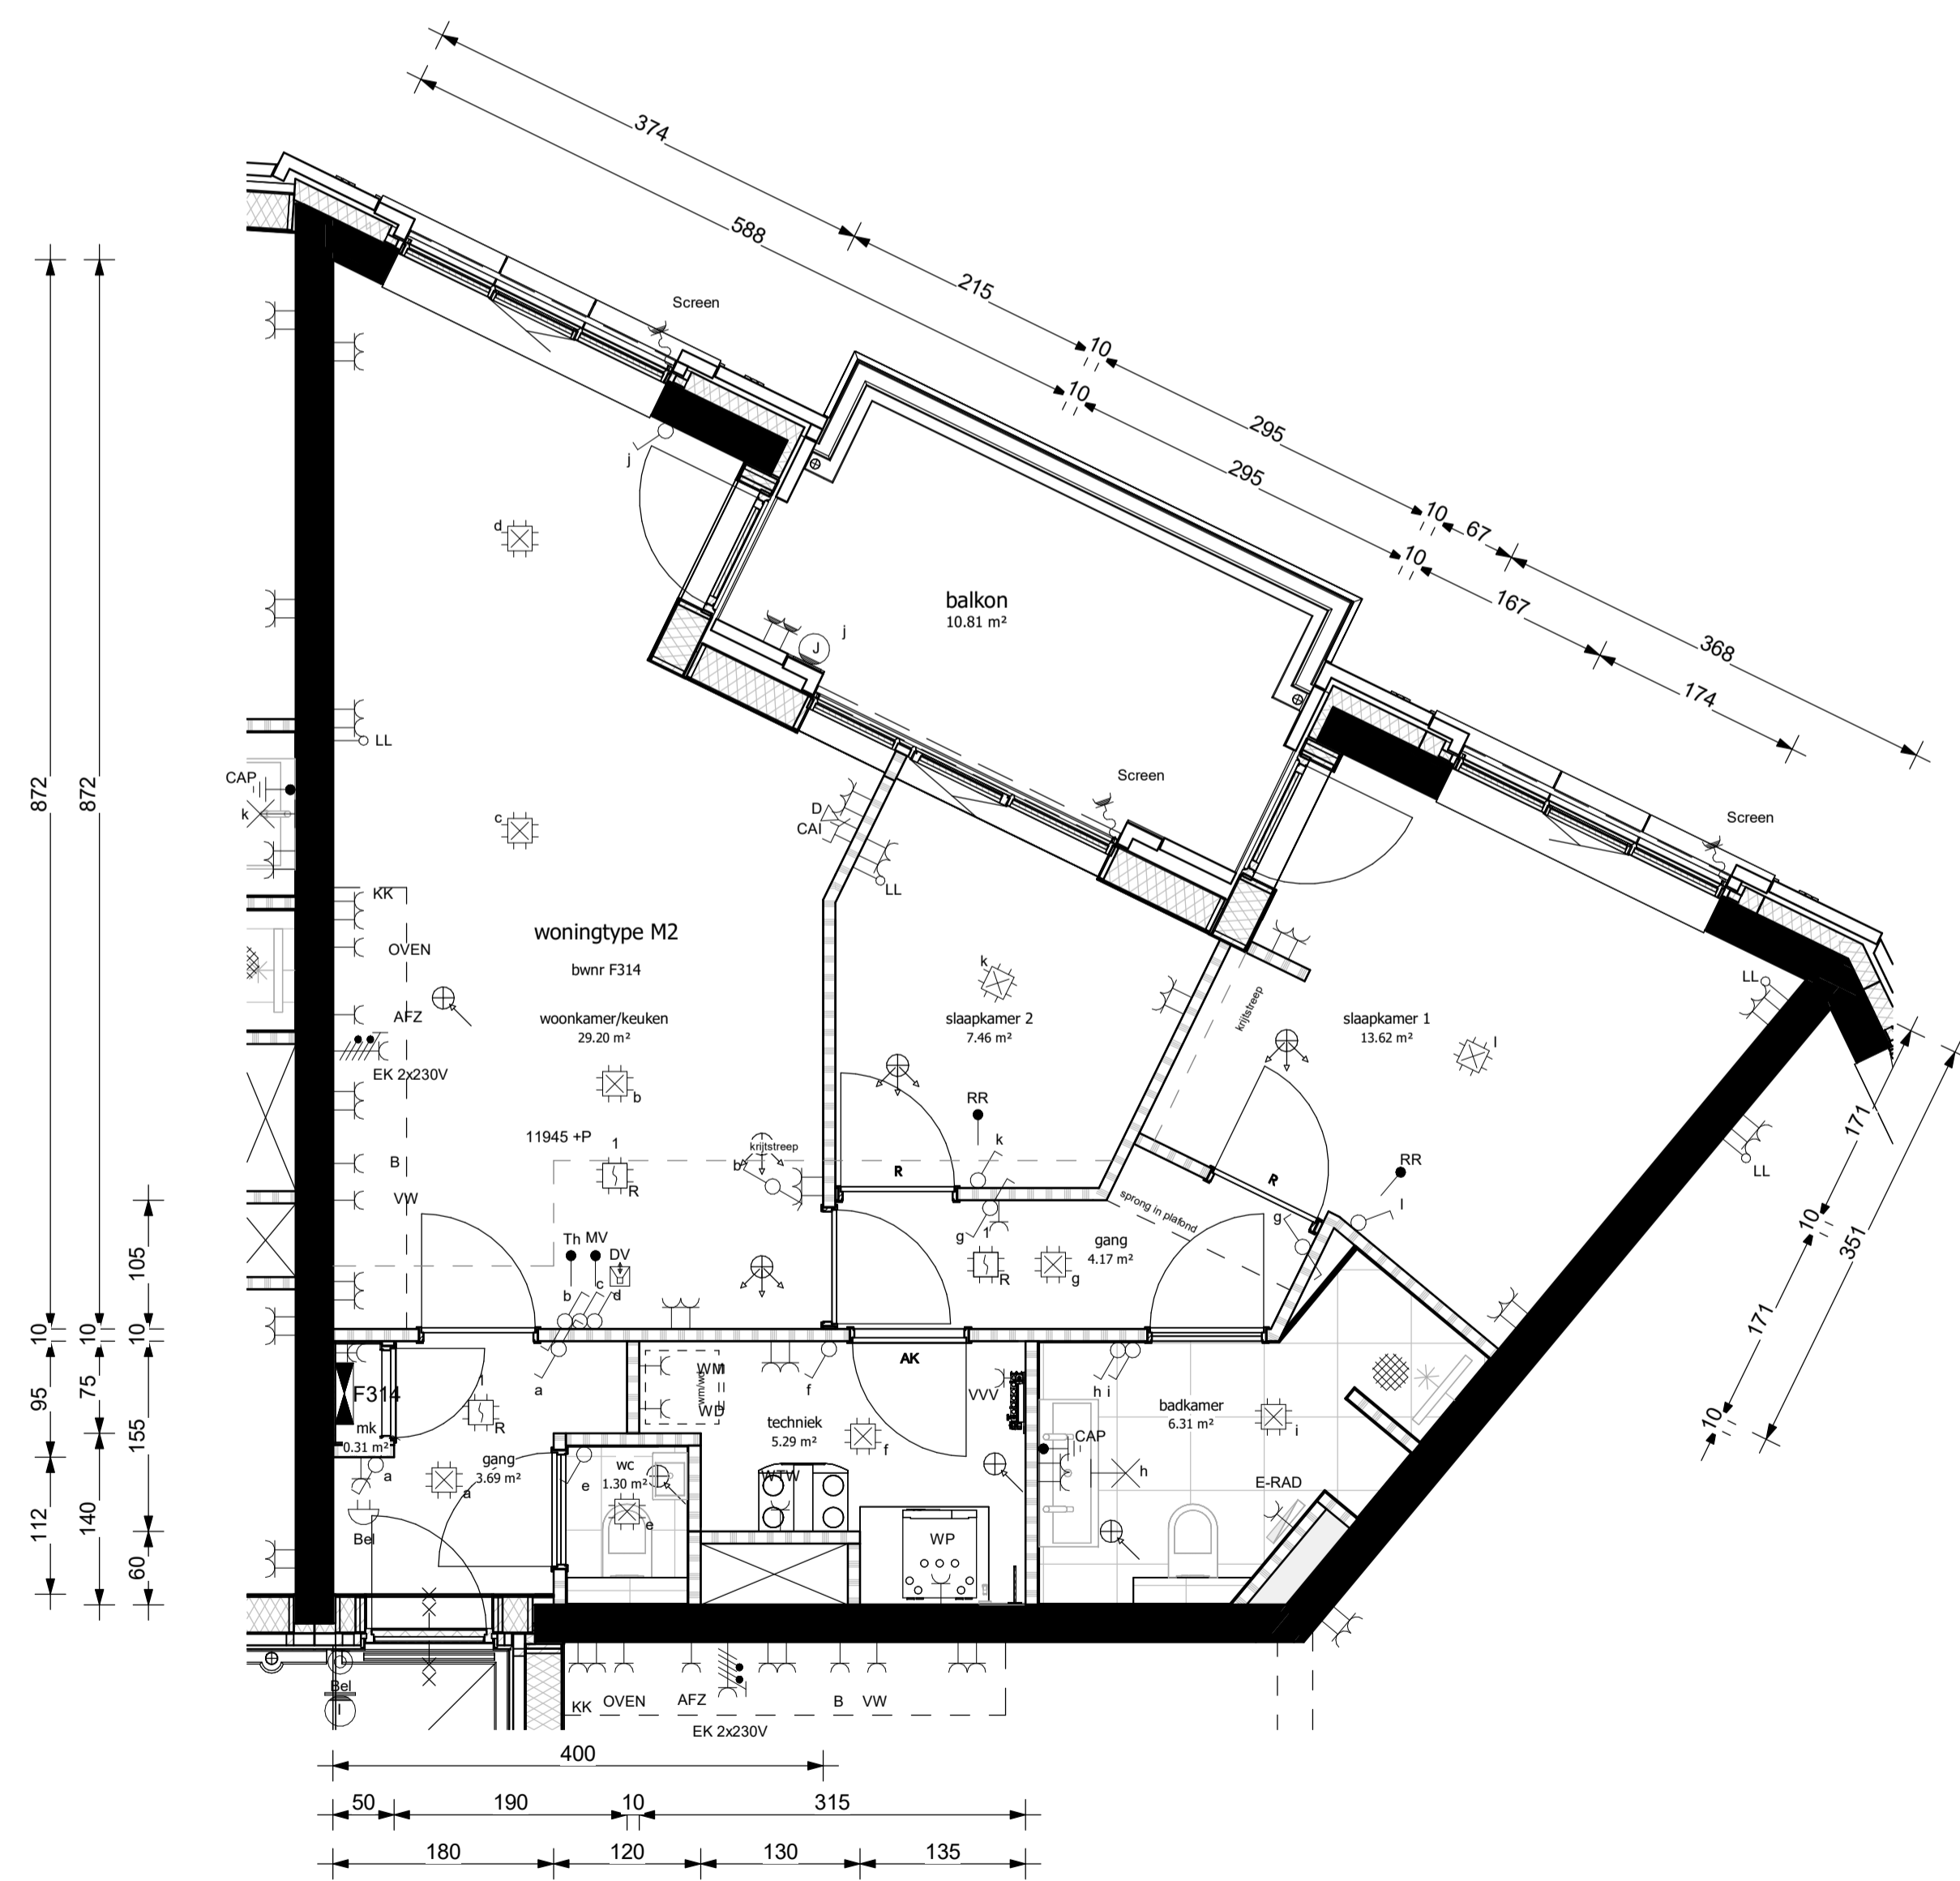 374
588
215
10
10
295
295
10
10
67
167
368
174
Screen
j
d
balkon
10.81 m²
j
J
Screen
Screen
LL
CAP
k
c
D
CAI
LL
872
872
KK
OVEN
woningtype M2
bwnr F314
AFZ
woonkamer/keuken
29.20 m²
EK 2x230V
b
k
slaapkamer 2
7.46 m²
krijtstreep
slaapkamer 1
13.62 m²
l
LL
LL
171
10
351
171
10
RR
k
R
RR
l
R
11945 +P
1
R
krijtstreep
b
B
VW
sprong in plafond
g
g
1
R
gang
4.17 m²
g
Th
MV
DV
b
c
d
105
10
10
10
95
75
155
112
140
60
F314
mk
0.31 m²
1
R
a
a
gang
3.69 m²
a
Bel
WM
wm/wd
WD
f
AK
VVV
techniek
5.29 m²
f
WTW
WP
wc
1.30 m²
e
e
h
i
badkamer
6.31 m²
i
CAP
h
E-RAD
Bel
I
KK
OVEN
AFZ
B
VW
EK 2x230V
400
50
190
10
315
180
120
130
135